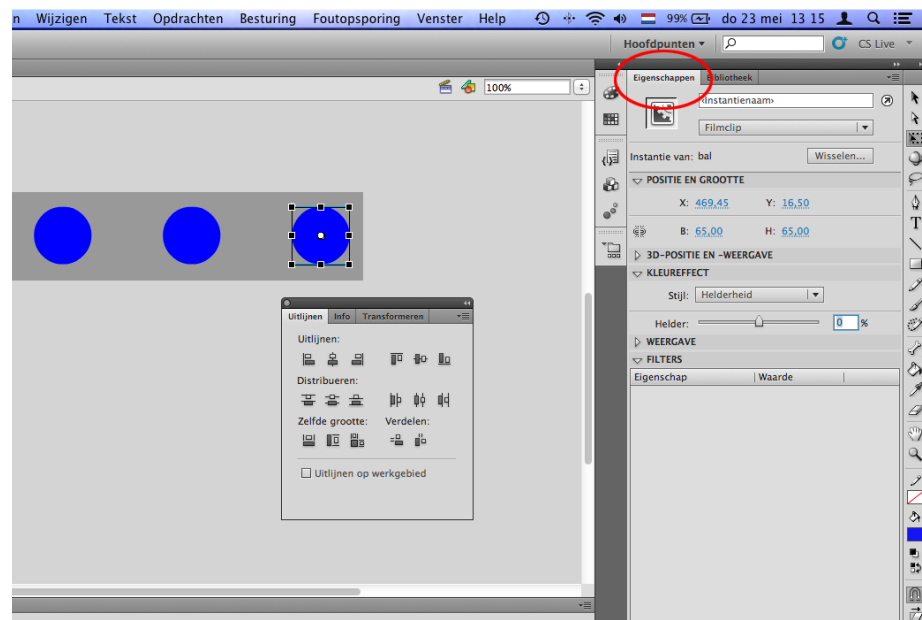 Wijzigen Tekst Opdrachten Besturing Foutopsporing Venster Help 99% do 23 mei 13 15
Hoofdpunten CS Live
Eigenschappen Bibliotheek
100%
<Instantienaam>
Filmclip
Instantie van: bal Wisselen...
POSITIE EN GROOTTE
X: 469,45 Y: 16,50
B: 65,00 H: 65,00
3D-POSITIE EN -WEERGAVE
KLEUREFFECT
Stijl: Helderheid
Helder: 0 %
WEERGAVE
FILTERS
Eigenschap Waarde
Uitlijnen Info Transformeren
Uitlijnen:
Distribueren:
Zelfde grootte: Verdelen:
Uitlijnen op werkgebied